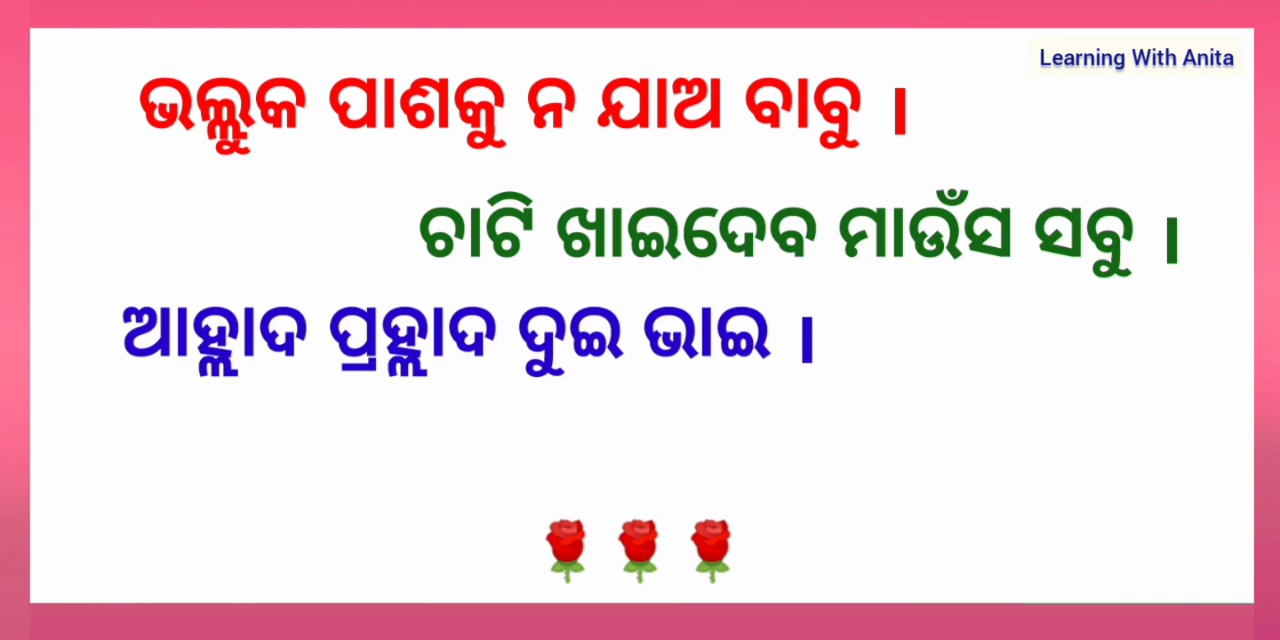 Learning With Anita
ଭଲ୍ଲୁକ ପାଶକୁ ନ ଯାଅ ବାବୁ ।
ଚାଟି ଖାଇଦେବ ମାଉଁସ ସବୁ ।
ଆହ୍ଲାଦ ପ୍ରହ୍ଲାଦ ଦୁଇ ଭାଇ ।